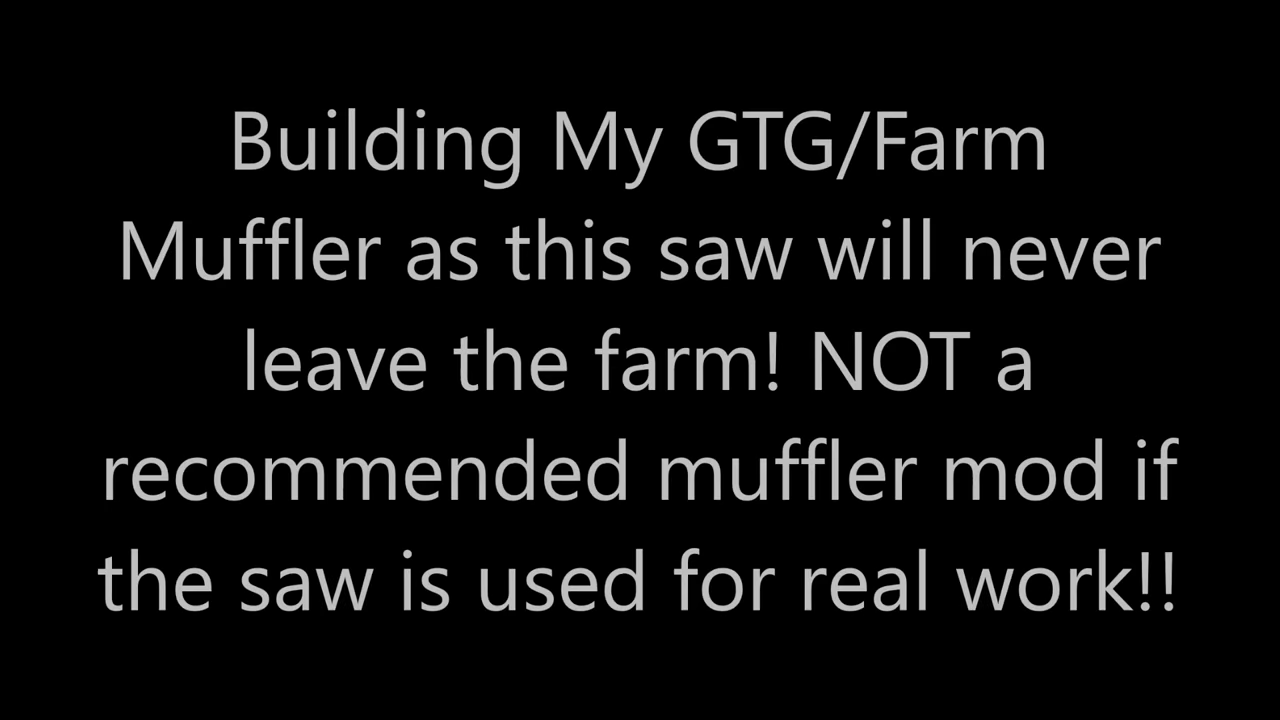 Building My GTG/Farm
Muffler as this saw will never
leave the farm! NOT a
recommended muffler mod if
the saw is used for real work!!